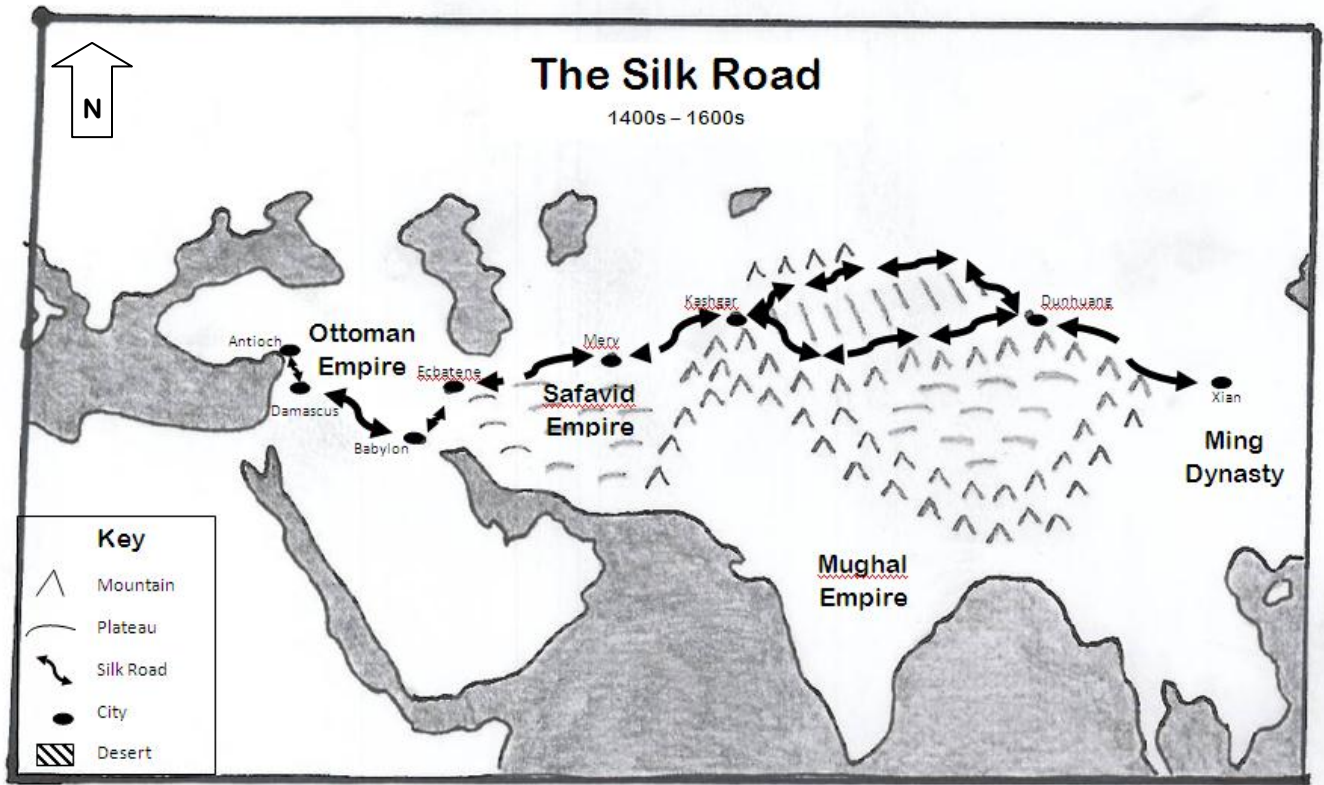 N
The Silk Road
1400s – 1600s
Kashgar
Dunhuang
Antioch
Ottoman
Empire
Merv
Ecbatene
Damascus
Safavid
Empire
Xian
Babylon
Ming
Dynasty
Mughal
Empire
Key
Mountain
Plateau
Silk Road
City
Desert